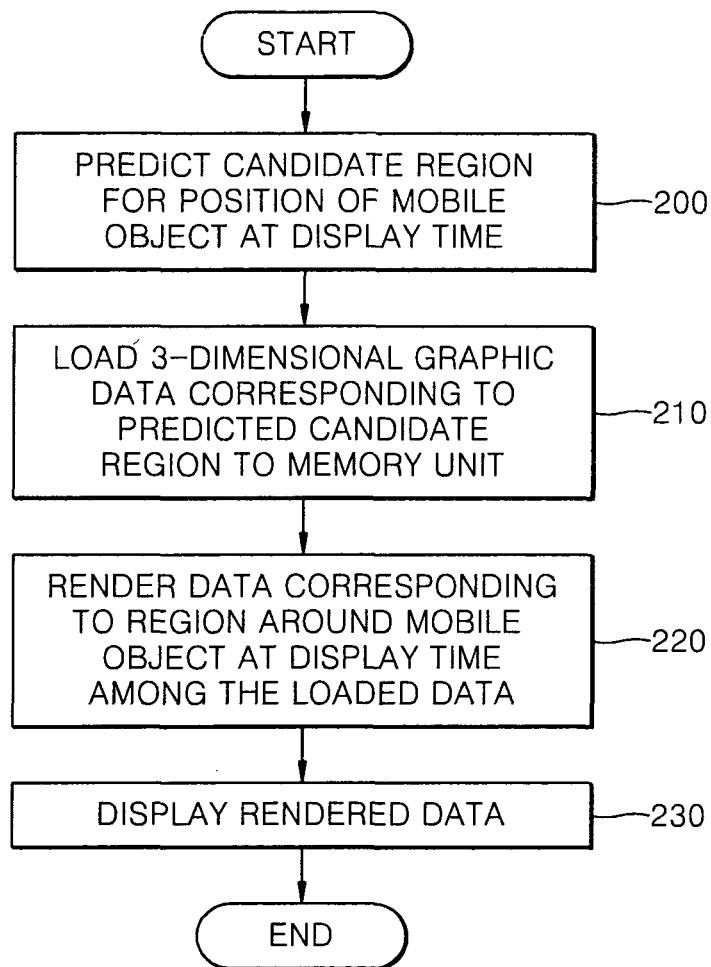 START
PREDICT CANDIDATE REGION
FOR POSITION OF MOBILE
OBJECT AT DISPLAY TIME
200
LOAD 3-DIMENSIONAL GRAPHIC
DATA CORRESPONDING TO
PREDICTED CANDIDATE
REGION TO MEMORY UNIT
210
RENDER DATA CORRESPONDING
TO REGION AROUND MOBILE
OBJECT AT DISPLAY TIME
AMONG THE LOADED DATA
220
DISPLAY RENDERED DATA
230
END